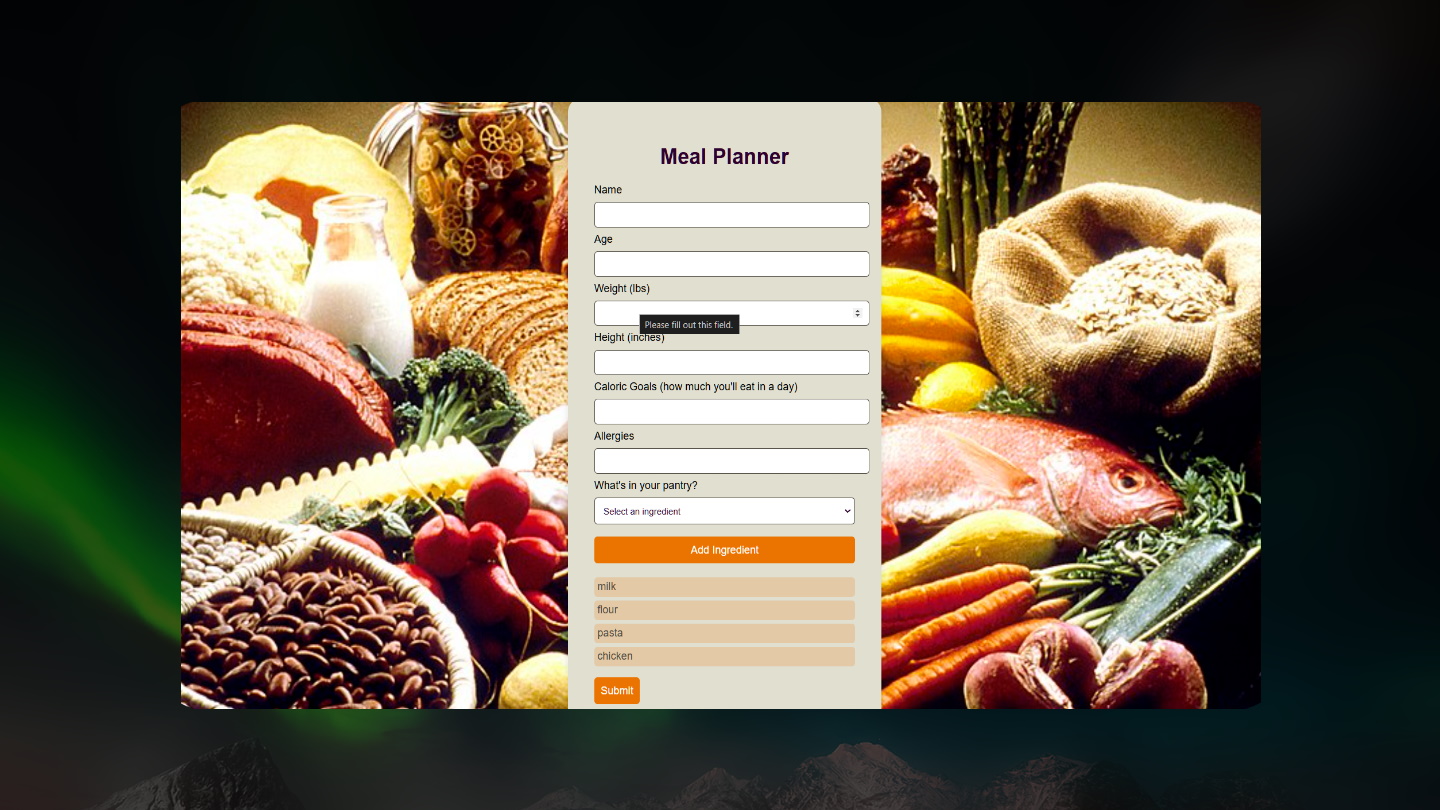 Meal Planner
Name
Age
Weight (lbs)
Please fill out this field.
Height (inches)
Caloric Goals (how much you'll eat in a day)
Allergies
What's in your pantry?
Select an ingredient
Add Ingredient
milk
flour
pasta
chicken
Submit